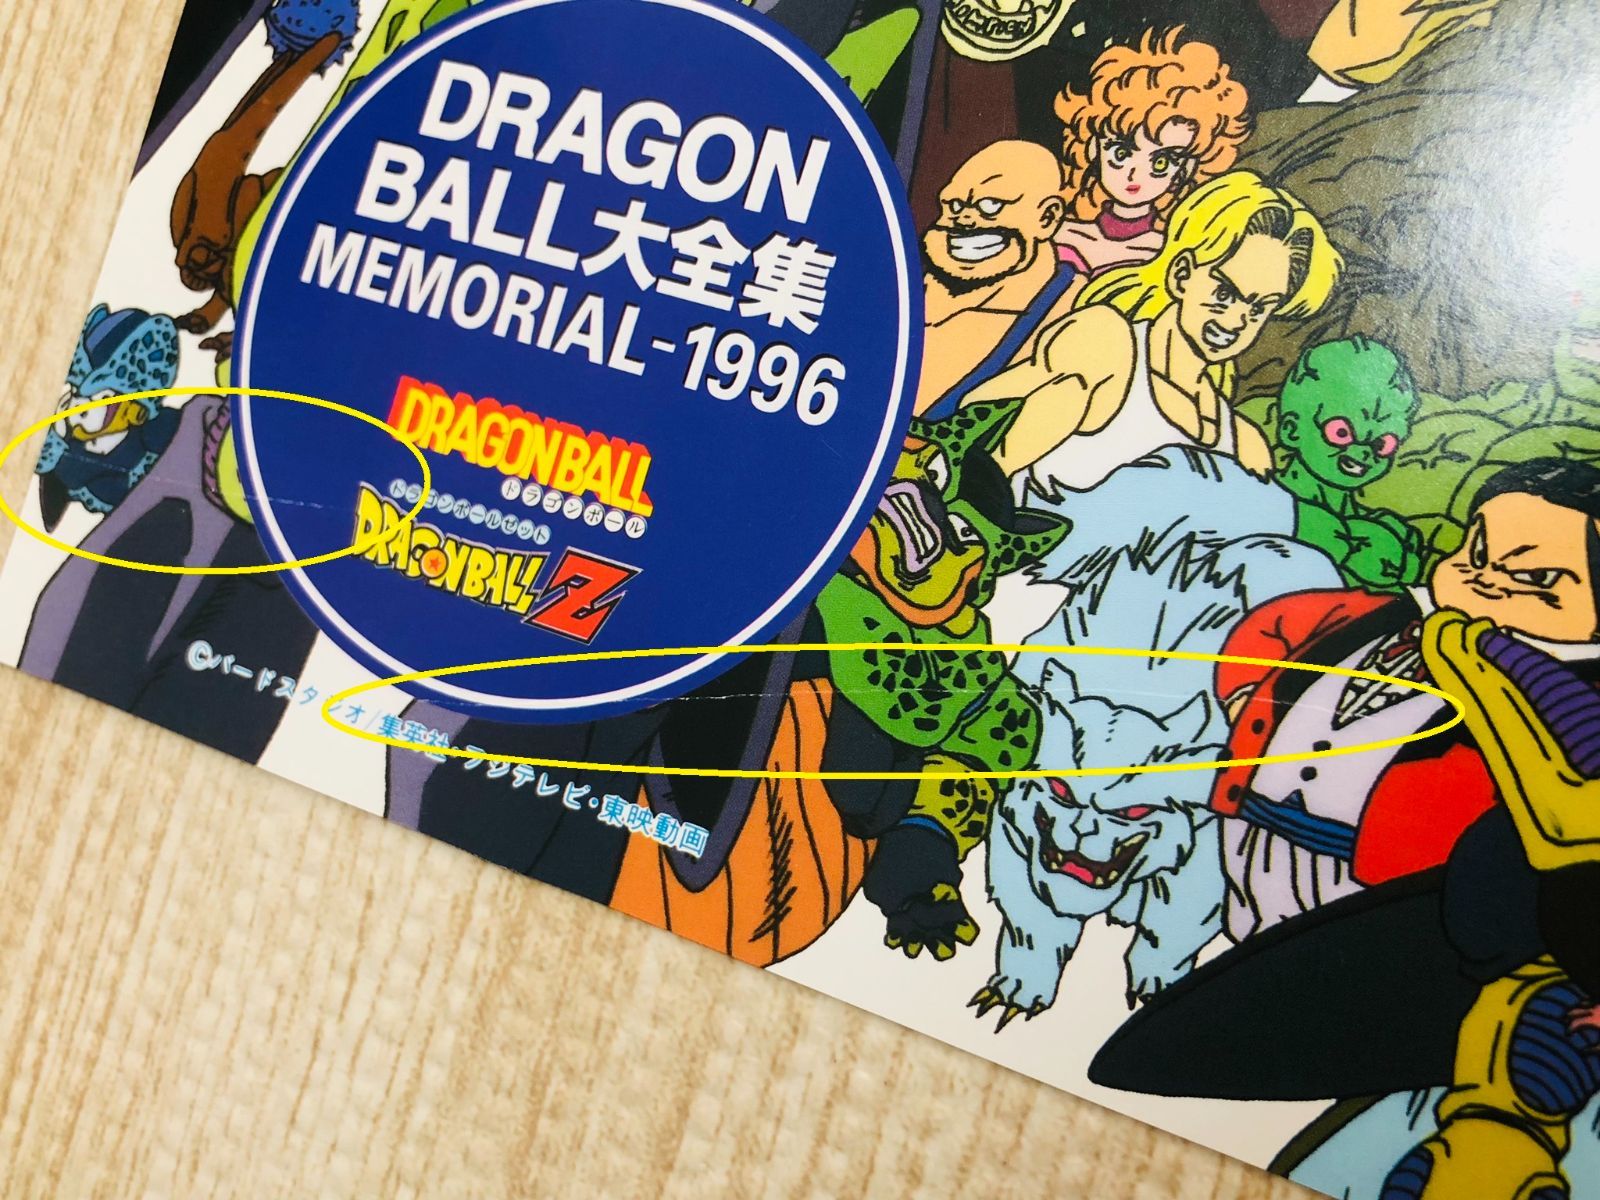 DRAGON
BALL大全集
MEMORIAL-1996
DRAGONBALL
ドラゴンボール
ドラゴンボールゼット
DRAGONBALL Z
©バードスタジオ/集英社・フジテレビ・東映動画